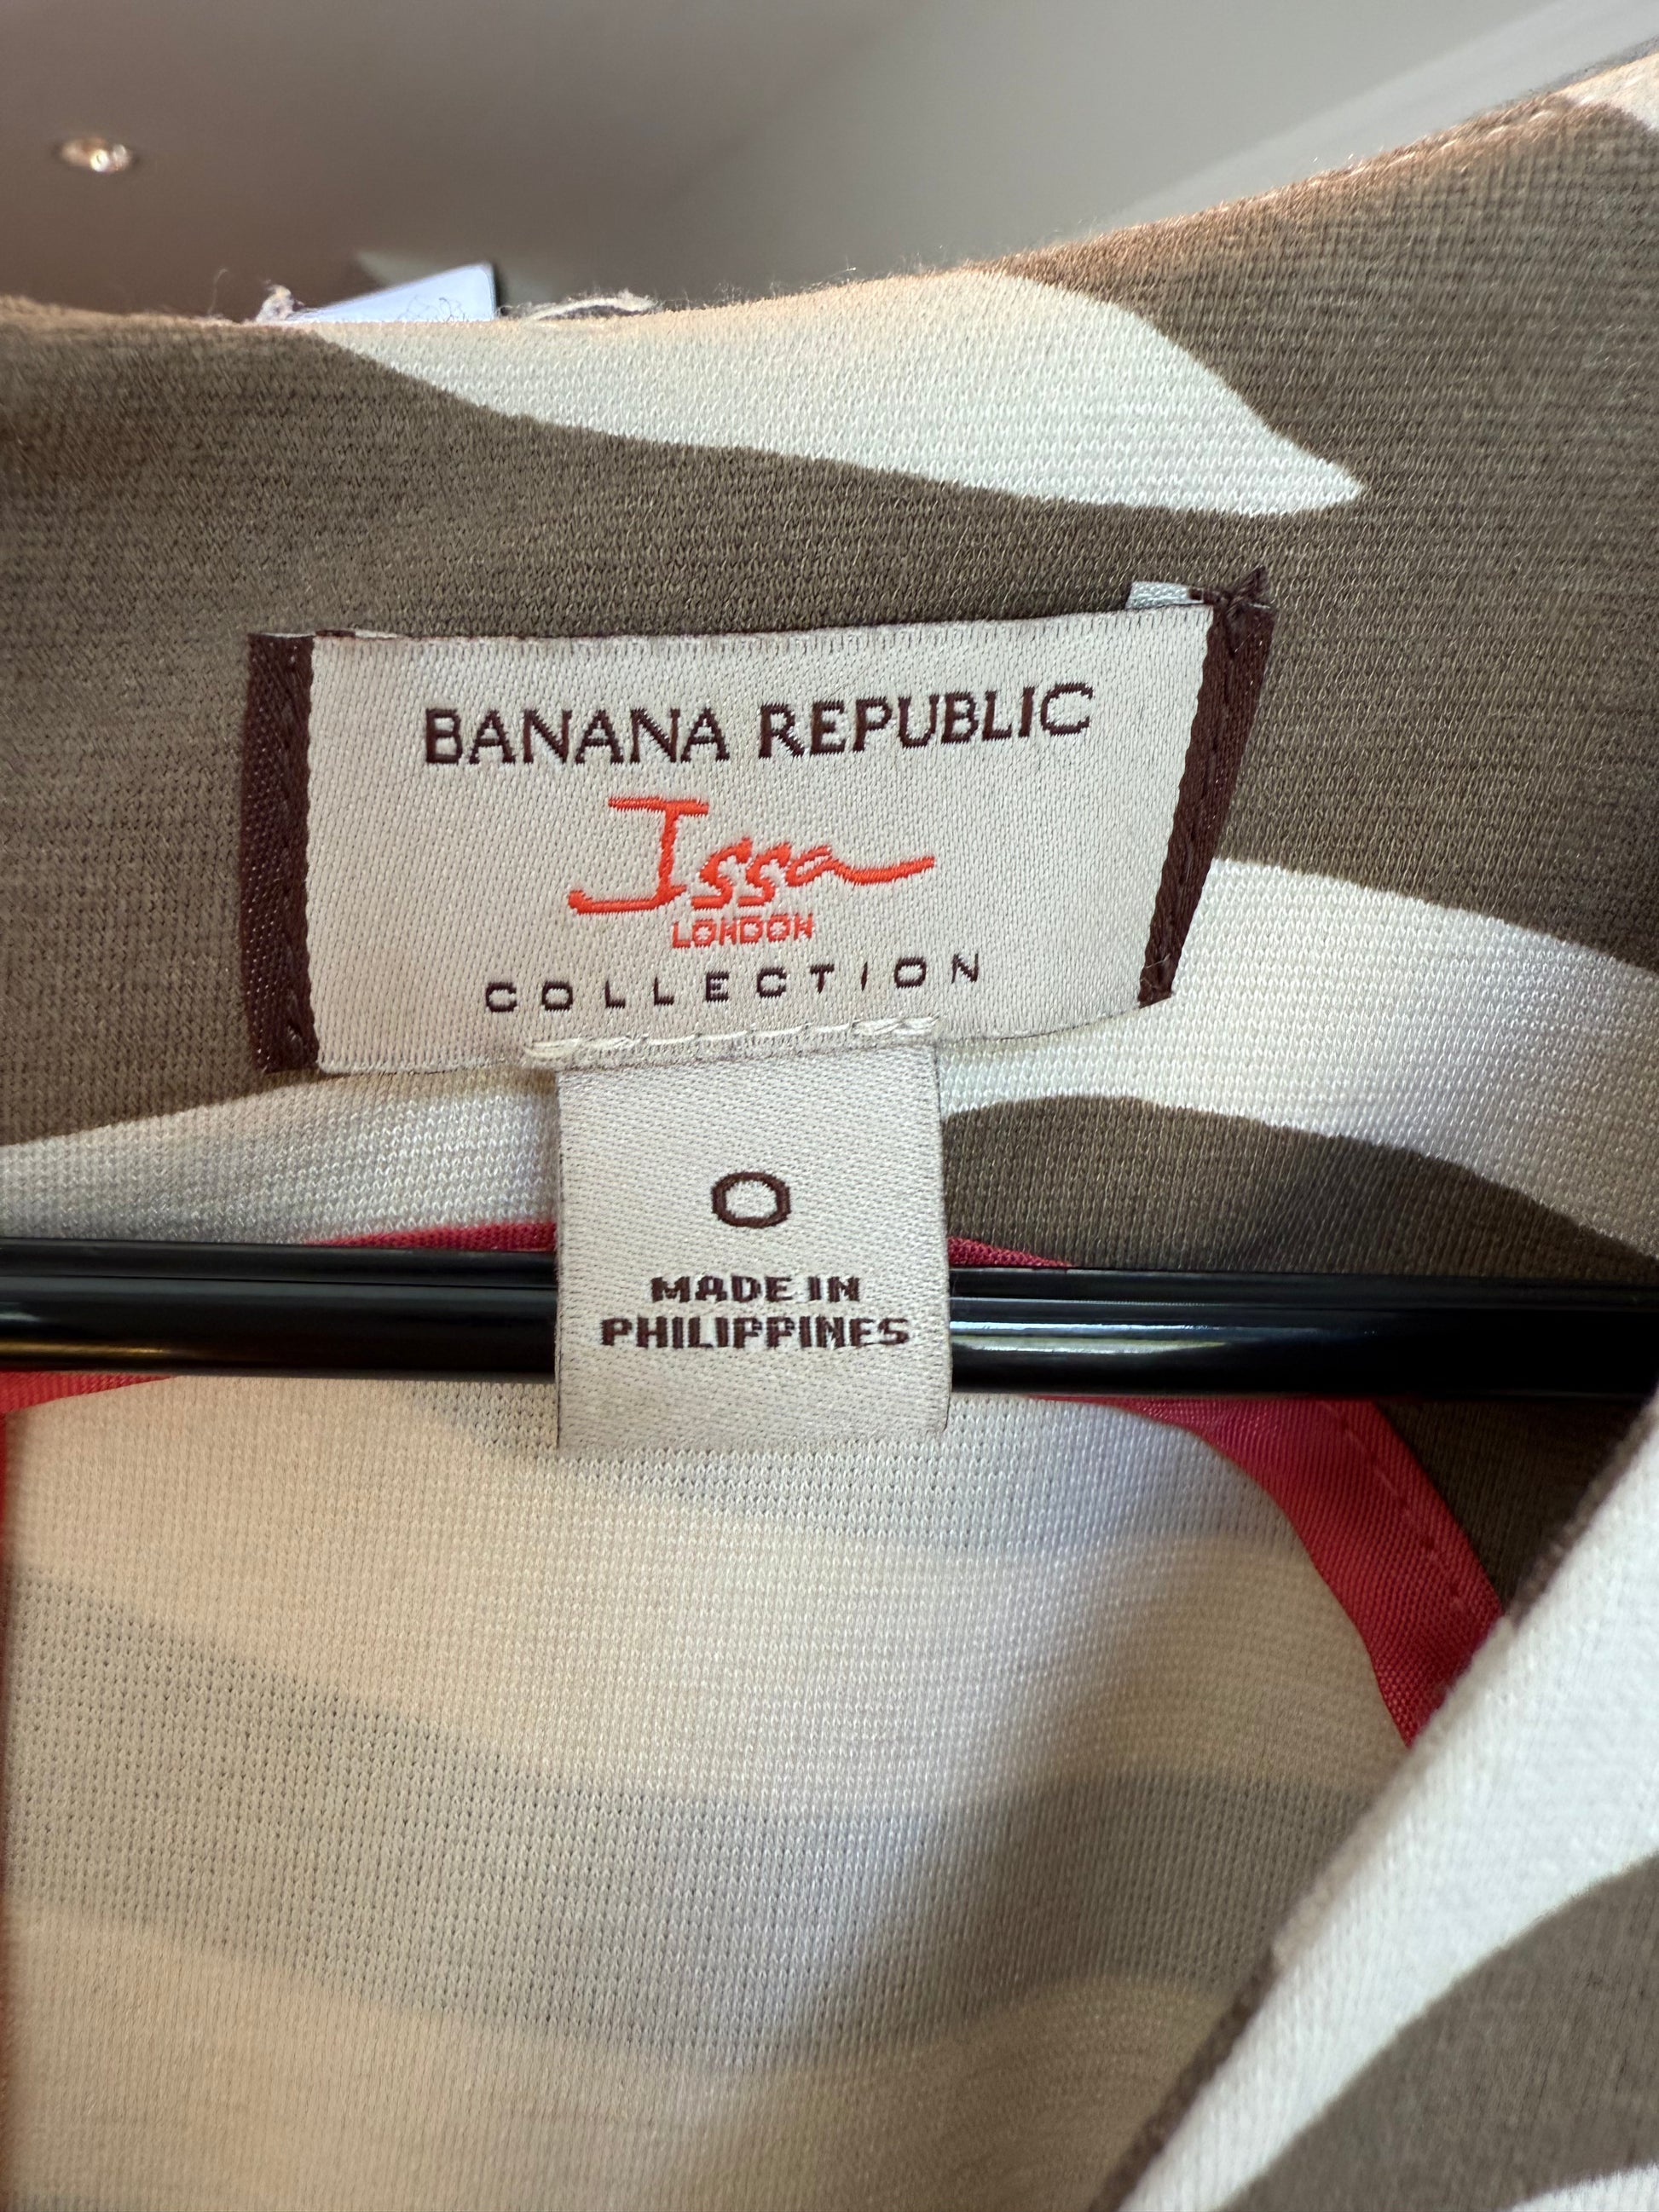 BANANA REPUBLIC
Issa
LONDON
COLLECTION
0
MADE IN
PHILIPPINES